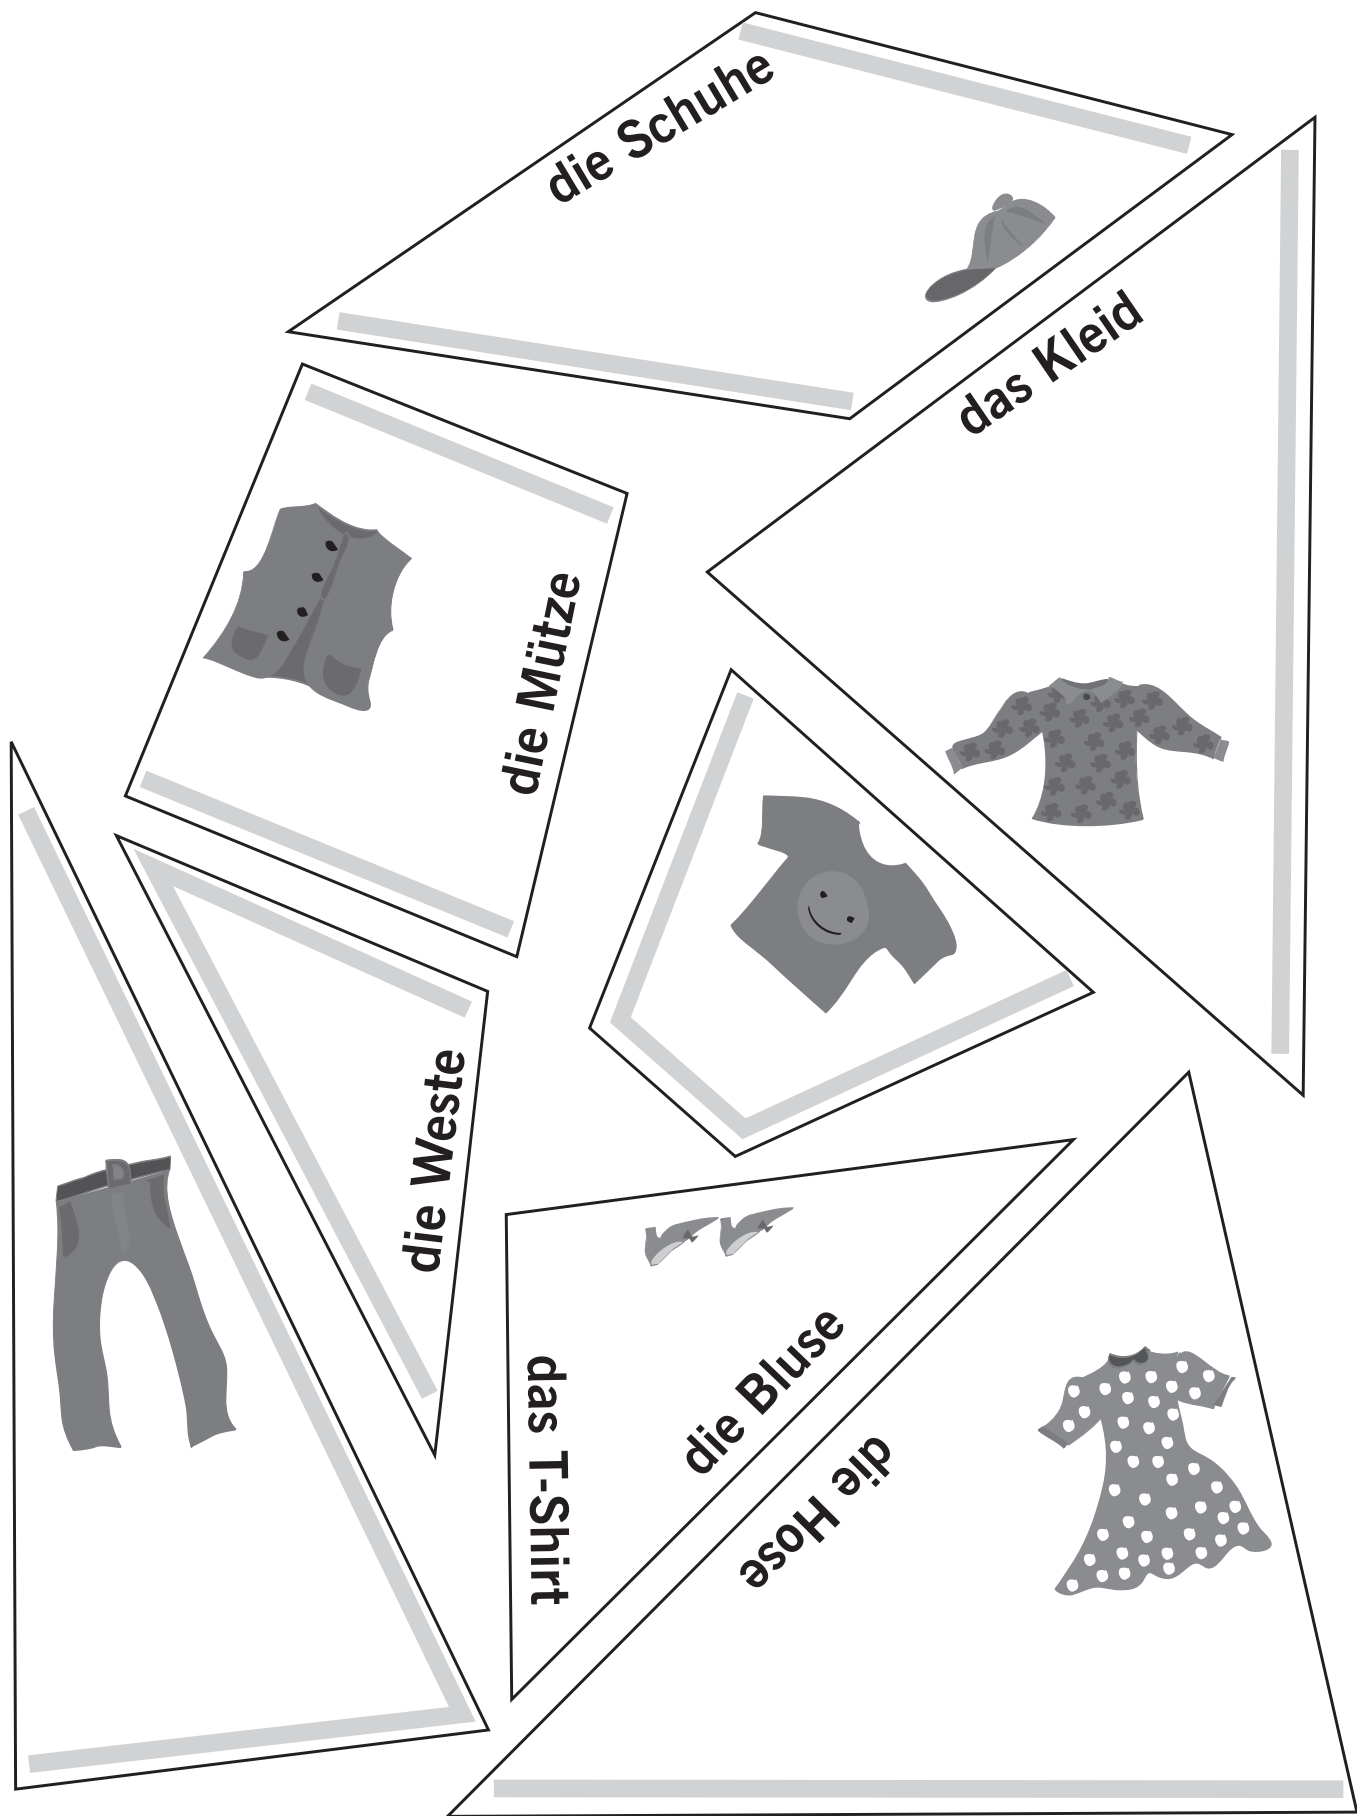 die Schuhe
das Kleid
die Mütze
die Weste
das T-Shirt
die Bluse
die Hose